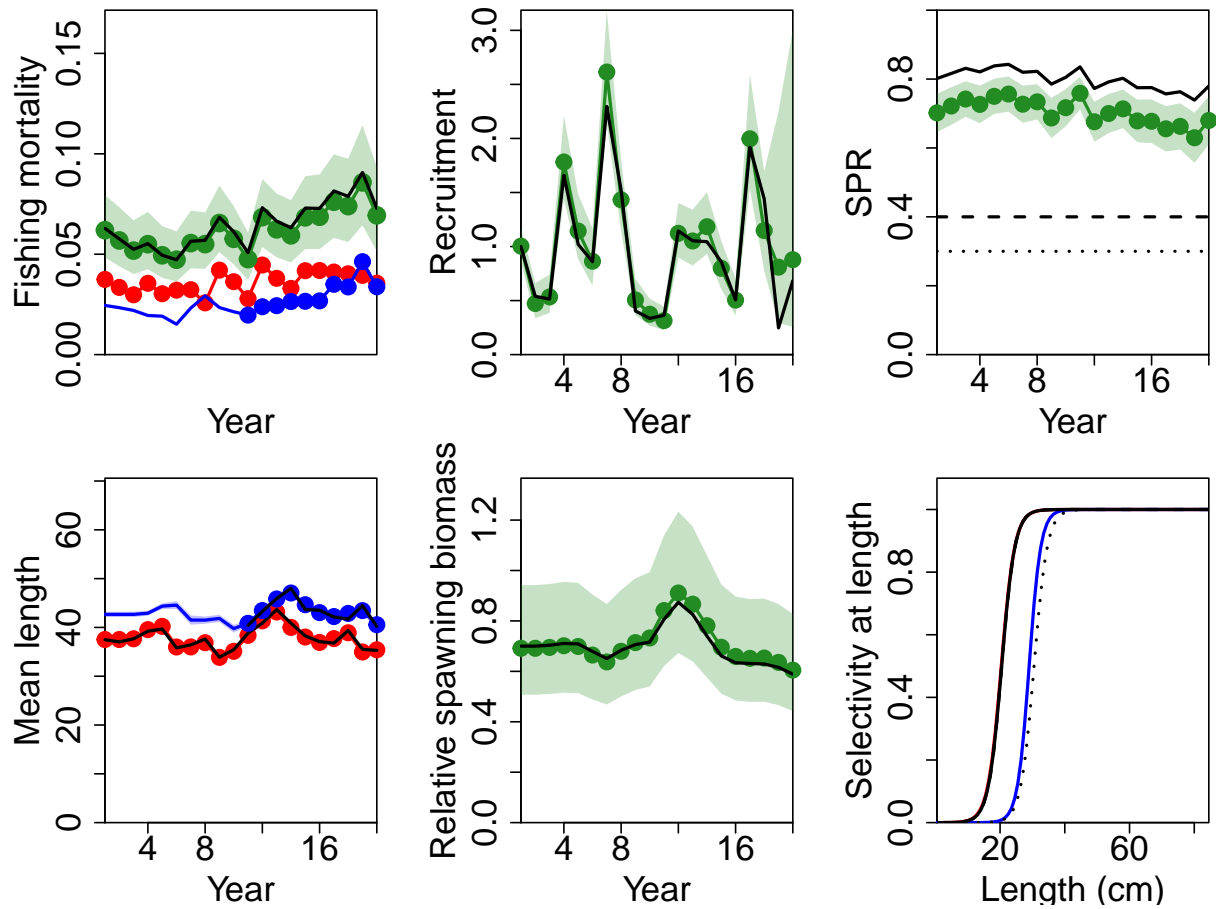 Fishing mortality
0.00 0.05 0.10 0.15
Year
Recruitment
0.0 1.0 2.0 3.0
4 8 16
Year
SPR
0.0 0.4 0.8
4 8 16
Year
Mean length
0 20 40 60
4 8 16
Year
Relative spawning biomass
0.0 0.4 0.8 1.2
4 8 16
Year
Selectivity at length
0.0 0.4 0.8
20 60
Length (cm)